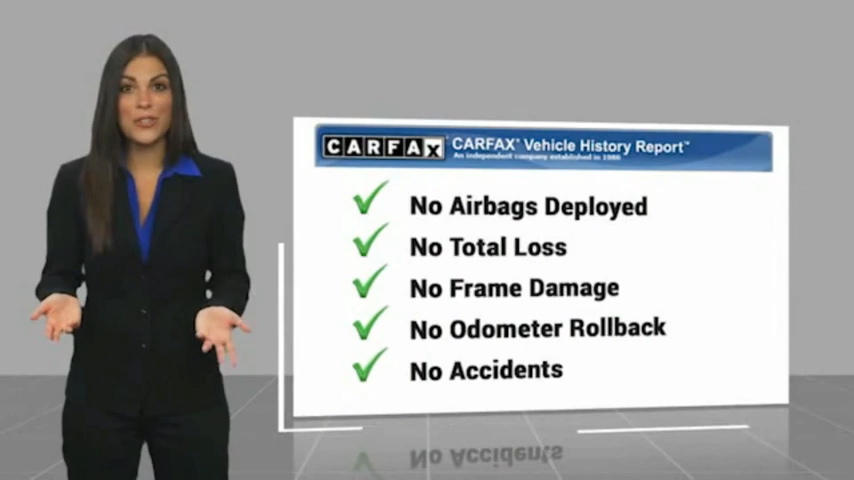 CARFAX CARFAX® Vehicle History Report™
An independent company established in 1986
No Airbags Deployed
No Total Loss
No Frame Damage
No Odometer Rollback
No Accidents
No Accidents